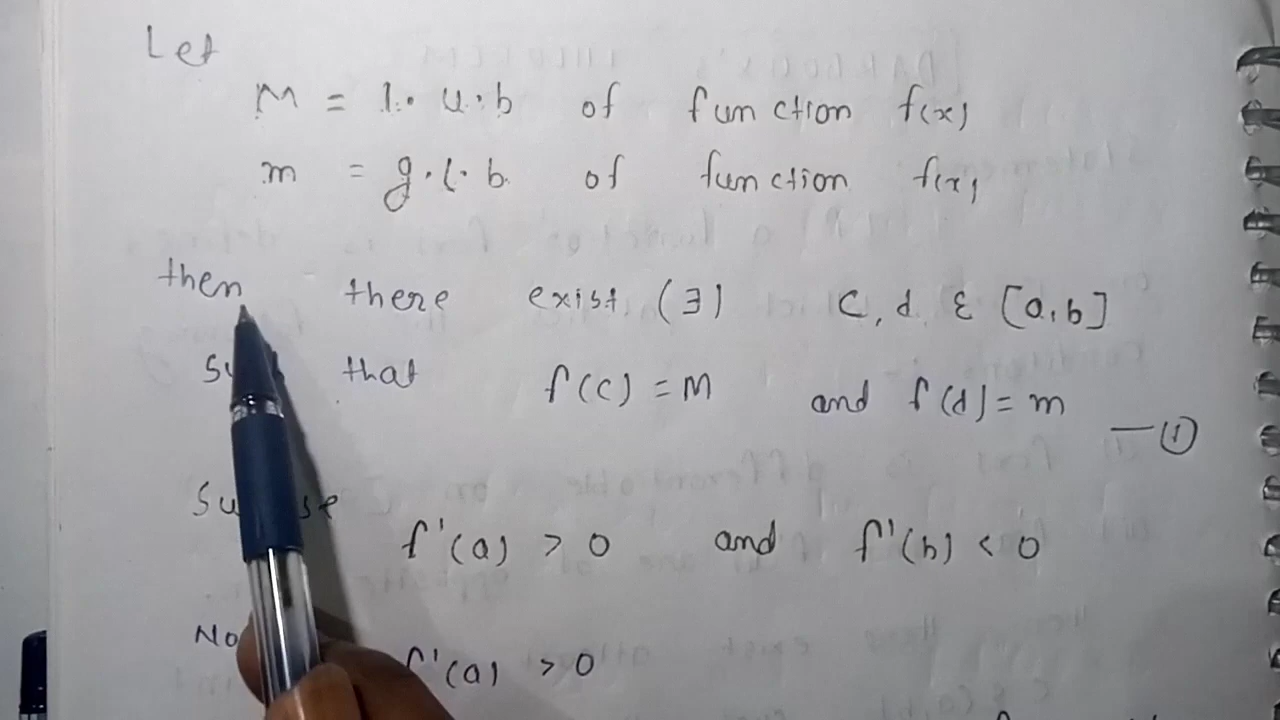 Let
M = l. u. b of function f(x)
m = g. l. b. of function f(x)
then there exist (∃) c, d ε [a, b]
that f(c) = M and f(d) = m —①
f'(a) > 0 and f'(b) < 0
f'(a) > 0